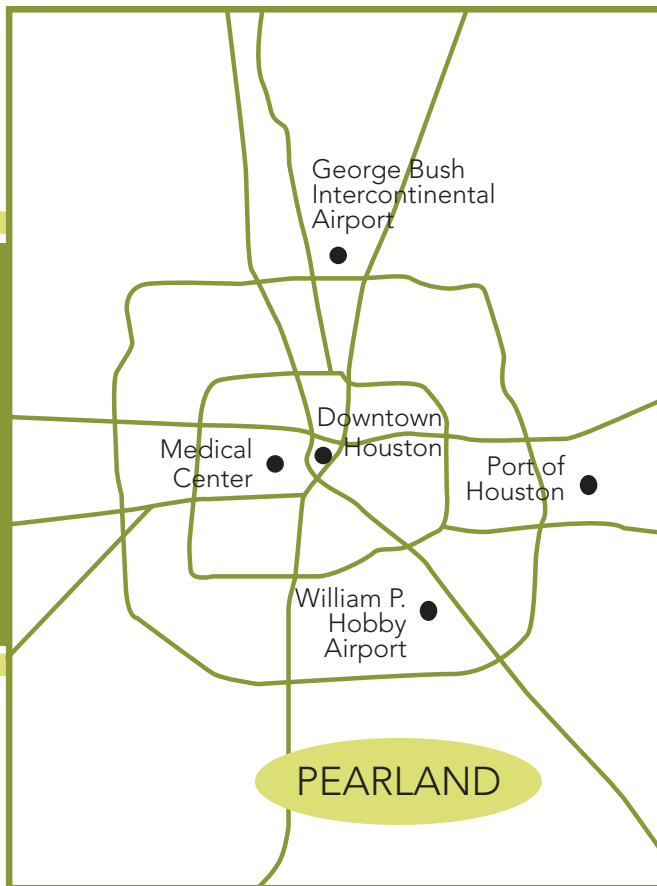 George Bush
Intercontinental
Airport
Downtown
Houston
Medical
Center
Port of
Houston
William P.
Hobby
Airport
PEARLAND